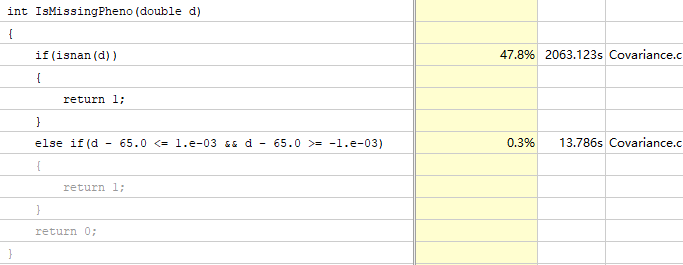 int IsMissingPheno(double d)
{
if(isnan(d)) 47.8% 2063.123s Covariance.c
{
return 1;
}
else if(d - 65.0 <= 1.e-03 && d - 65.0 >= -1.e-03) 0.3% 13.786s Covariance.c
{
return 1;
}
return 0;
}